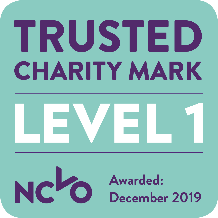 TRUSTED
CHARITY MARK
LEVEL 1
NCVO
Awarded:
December 2019